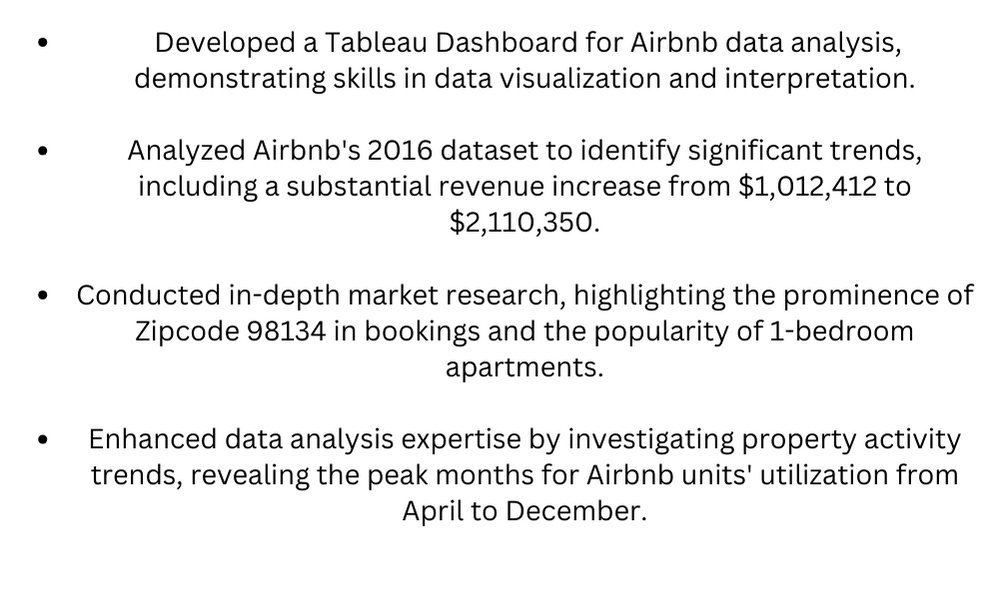 • Developed a Tableau Dashboard for Airbnb data analysis,
demonstrating skills in data visualization and interpretation.
• Analyzed Airbnb's 2016 dataset to identify significant trends,
including a substantial revenue increase from $1,012,412 to
$2,110,350.
• Conducted in-depth market research, highlighting the prominence of
Zipcode 98134 in bookings and the popularity of 1-bedroom
apartments.
• Enhanced data analysis expertise by investigating property activity
trends, revealing the peak months for Airbnb units' utilization from
April to December.